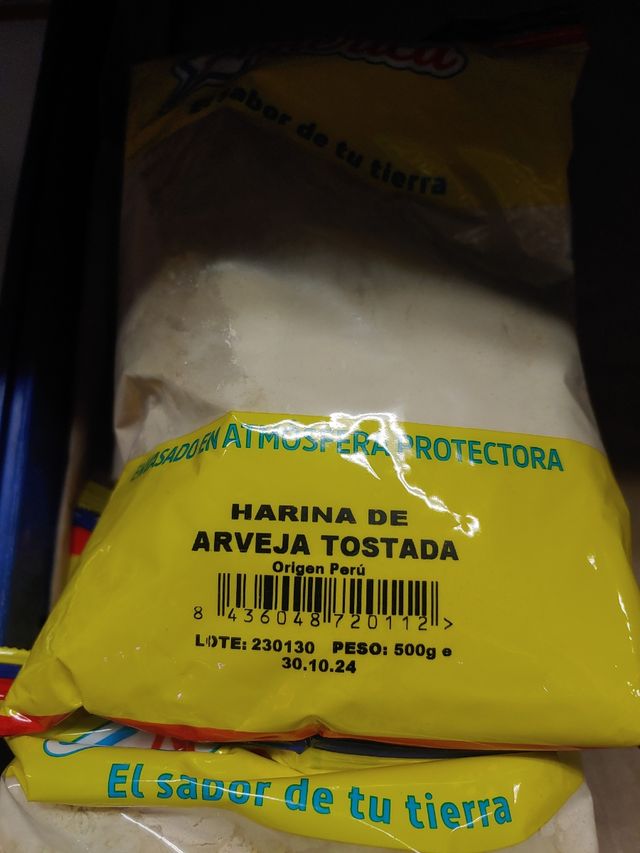 El sabor de tu tierra
ENVASADO EN ATMOSFERA PROTECTORA
HARINA DE
ARVEJA TOSTADA
Origen Perú
8 436048 720112 >
LOTE: 230130 PESO: 500g e
30.10.24
El sabor de tu tierra